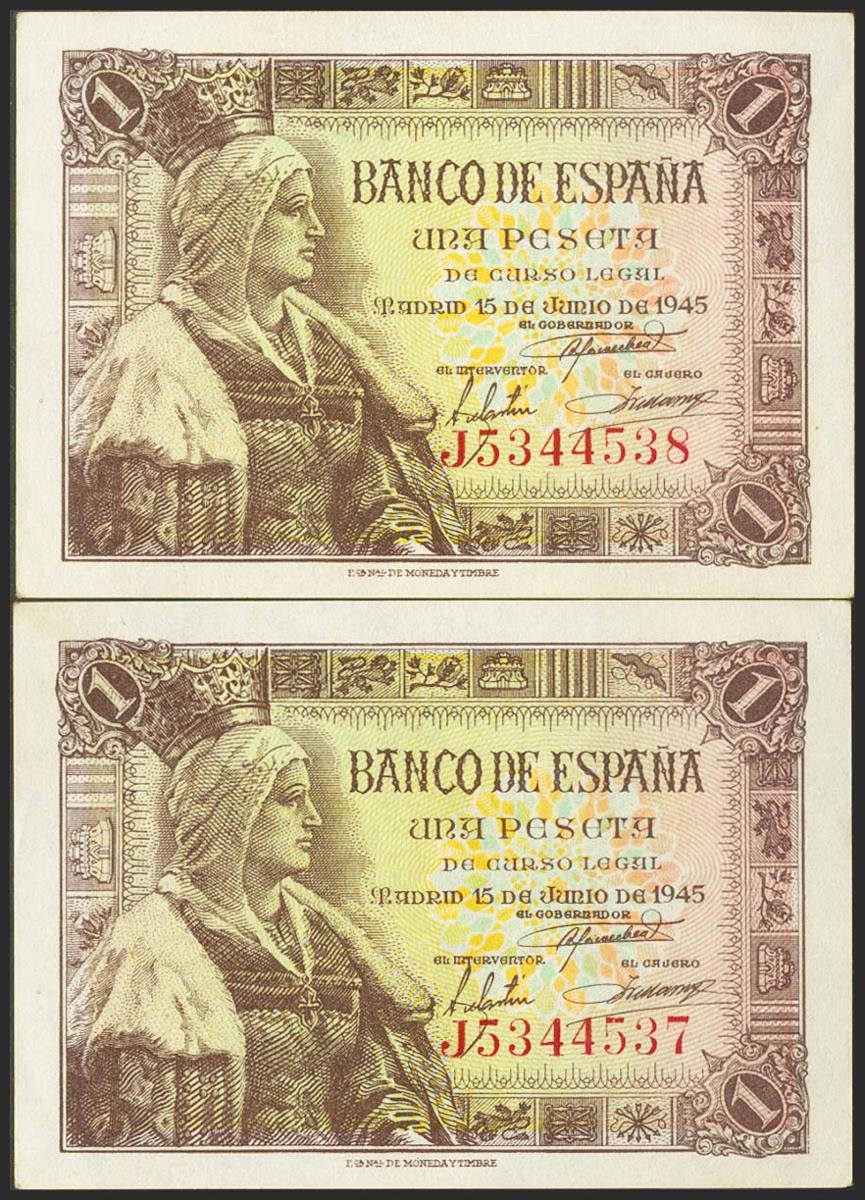 1
1
BANCO DE ESPAÑA
UNA PESETA
DE CURSO LEGAL
MADRID 15 DE JUNIO DE 1945
EL GOBERNADOR
EL INTERVENTOR
EL CAJERO
J5344538
1
F. CA NAL DE MONEDA Y TIMBRE
1
1
BANCO DE ESPAÑA
UNA PESETA
DE CURSO LEGAL
MADRID 15 DE JUNIO DE 1945
EL GOBERNADOR
EL INTERVENTOR
EL CAJERO
J5344537
1
F. CA NAL DE MONEDA Y TIMBRE